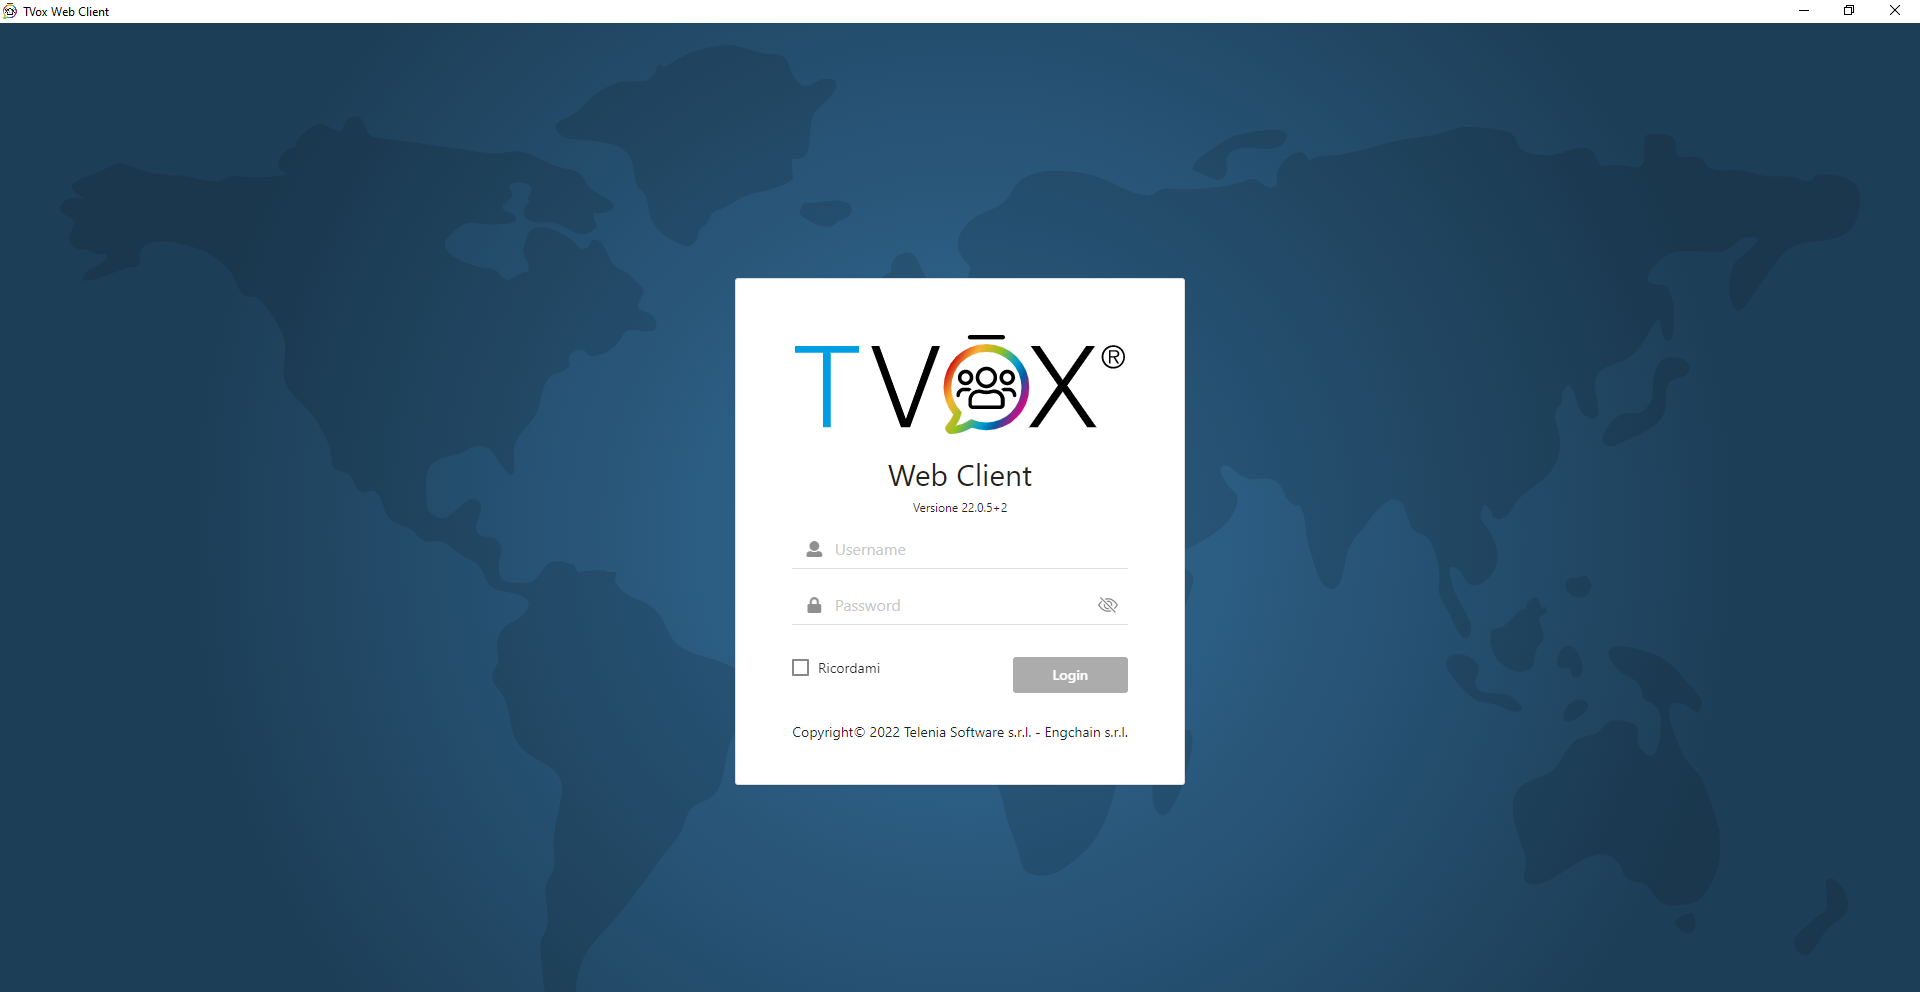 TVox Web Client
TVOX®
Web Client
Versione 22.0.5+2
Username
Password
Ricordami
Login
Copyright© 2022 Telenia Software s.r.l. - Engchain s.r.l.